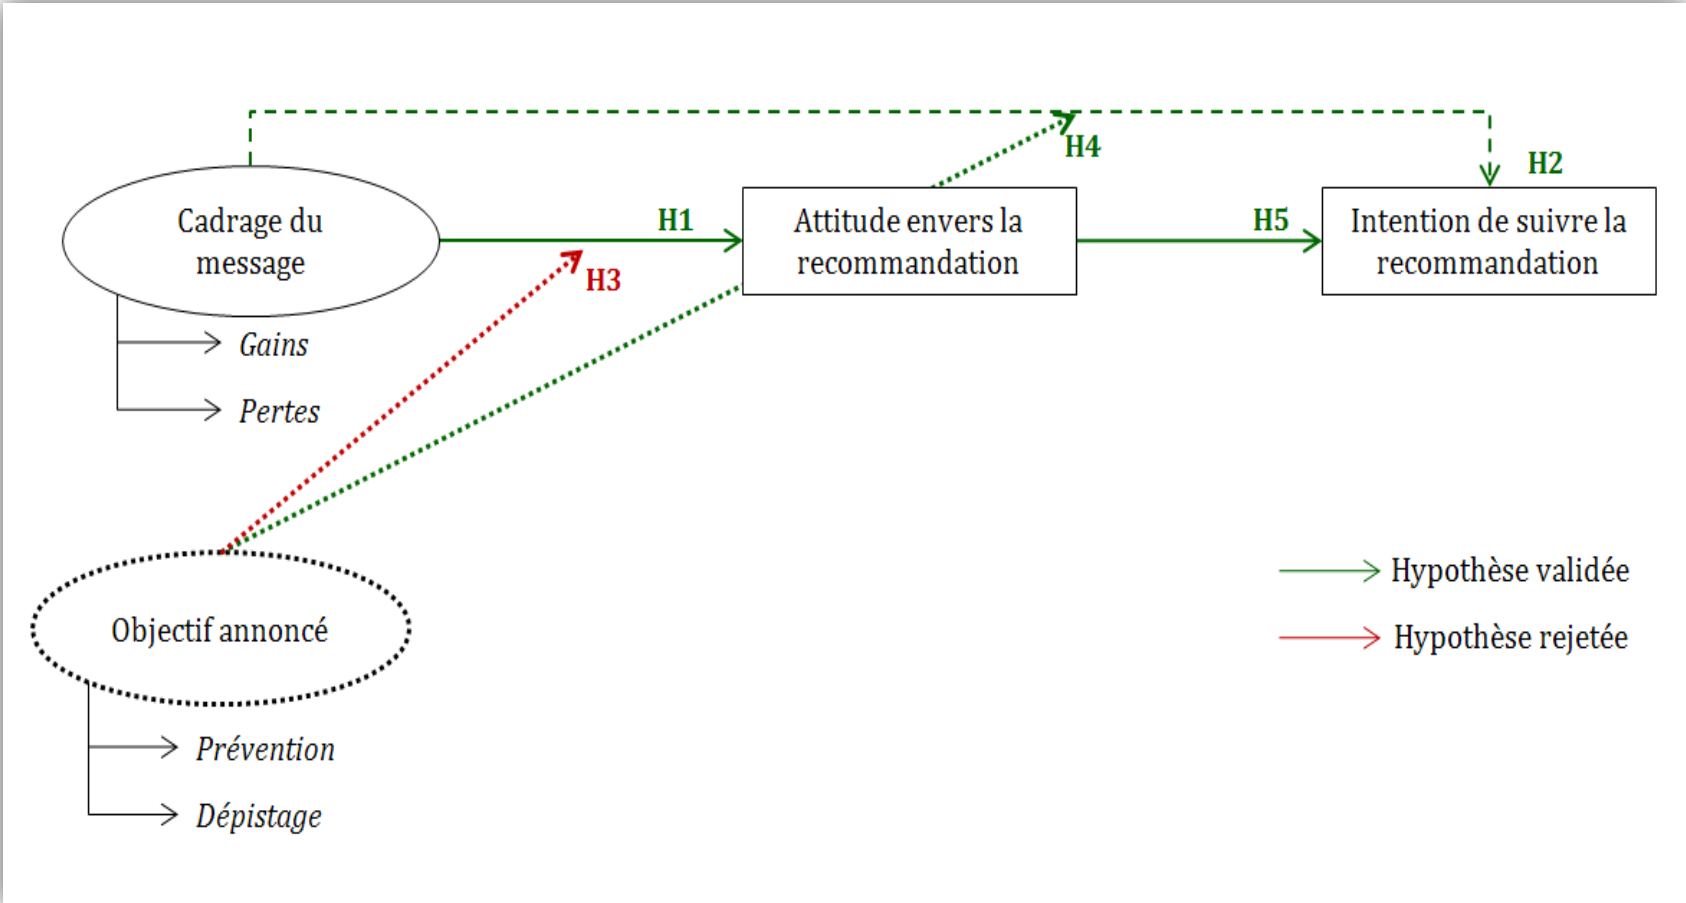 H4
H2
Cadrage du
message
H1
Attitude envers la
recommandation
H5
Intention de suivre la
recommandation
H3
Gains
Pertes
Objectif annoncé
Prévention
Dépistage
Hypothèse validée
Hypothèse rejetée